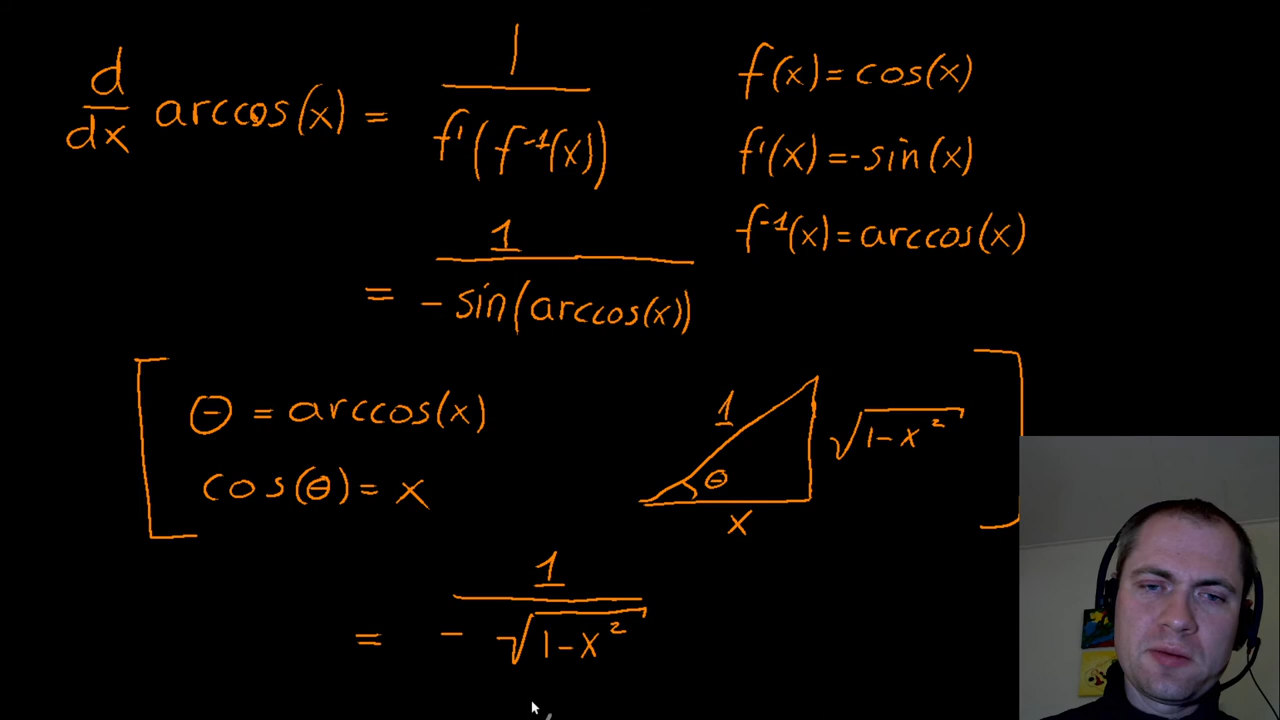 d/dx arccos(x) = 1/(f'(f⁻¹(x)))
f(x) = cos(x)
f'(x) = -sin(x)
f⁻¹(x) = arccos(x)
= 1/(-sin(arccos(x)))
[ θ = arccos(x)
cos(θ) = x
1
θ
x
√(1-x²) ]
= 1/(-√(1-x²))